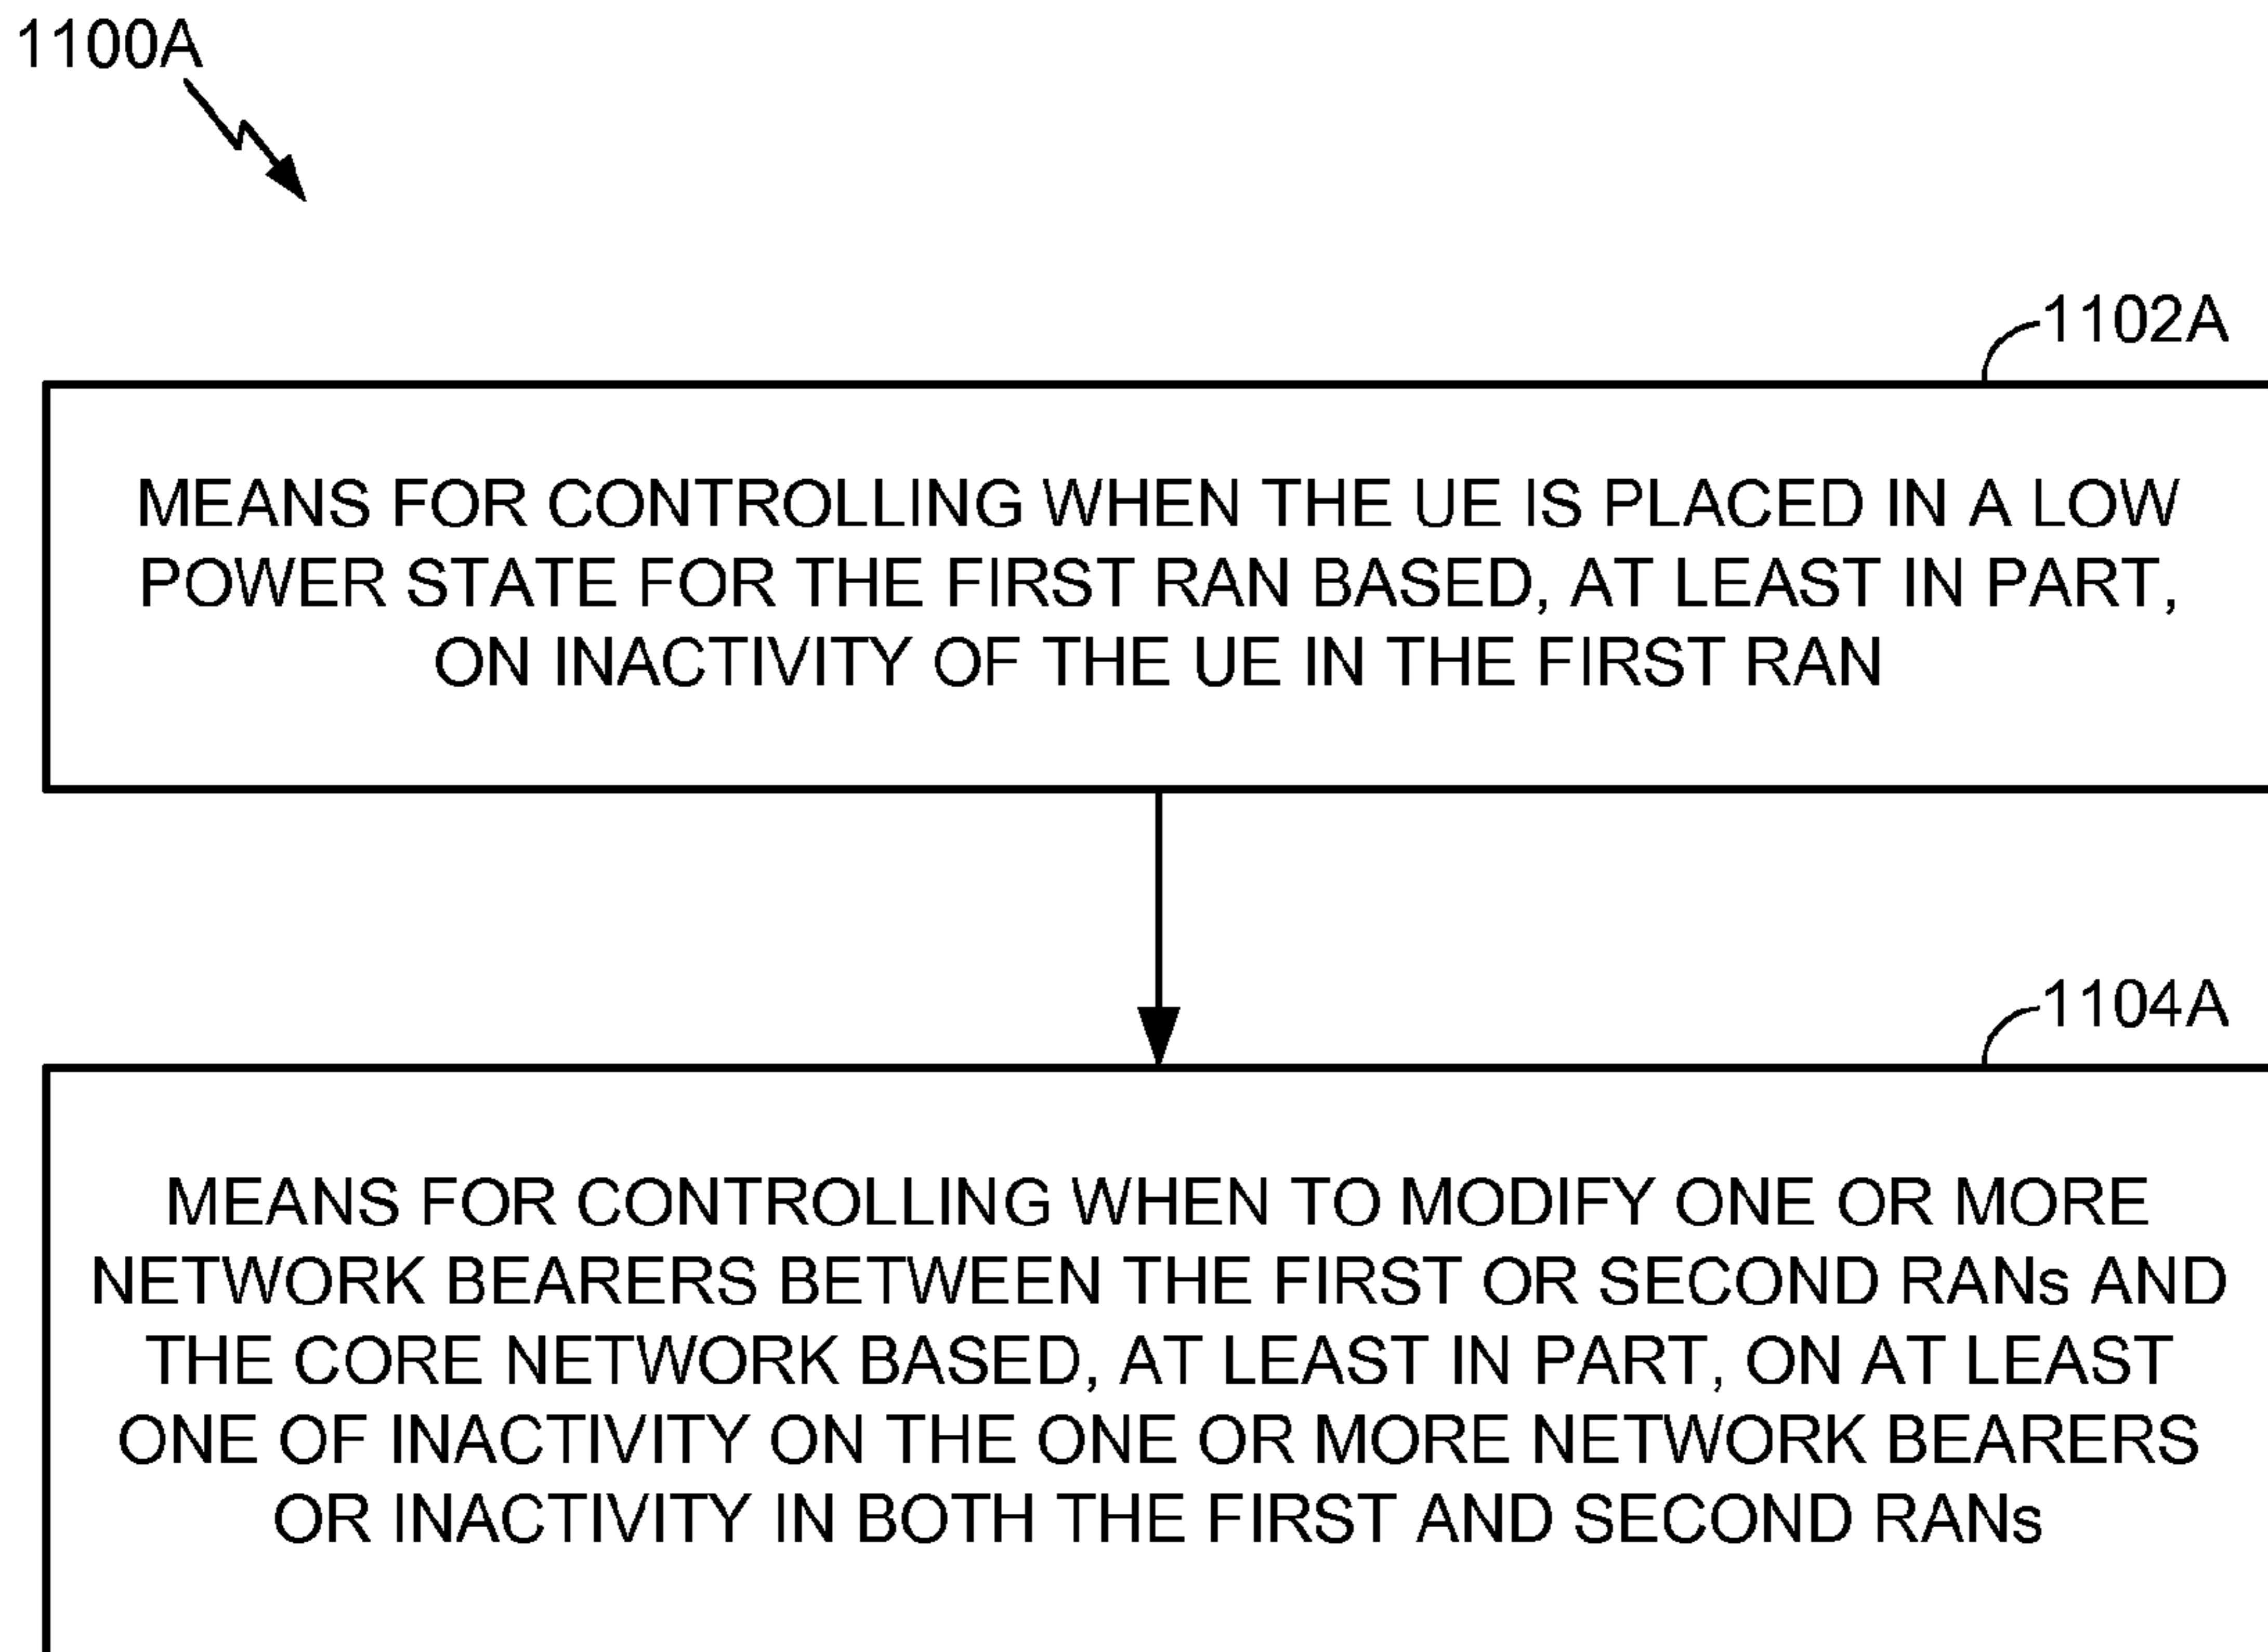 1100A
1102A
MEANS FOR CONTROLLING WHEN THE UE IS PLACED IN A LOW
POWER STATE FOR THE FIRST RAN BASED, AT LEAST IN PART,
ON INACTIVITY OF THE UE IN THE FIRST RAN
1104A
MEANS FOR CONTROLLING WHEN TO MODIFY ONE OR MORE
NETWORK BEARERS BETWEEN THE FIRST OR SECOND RANs AND
THE CORE NETWORK BASED, AT LEAST IN PART, ON AT LEAST
ONE OF INACTIVITY ON THE ONE OR MORE NETWORK BEARERS
OR INACTIVITY IN BOTH THE FIRST AND SECOND RANs